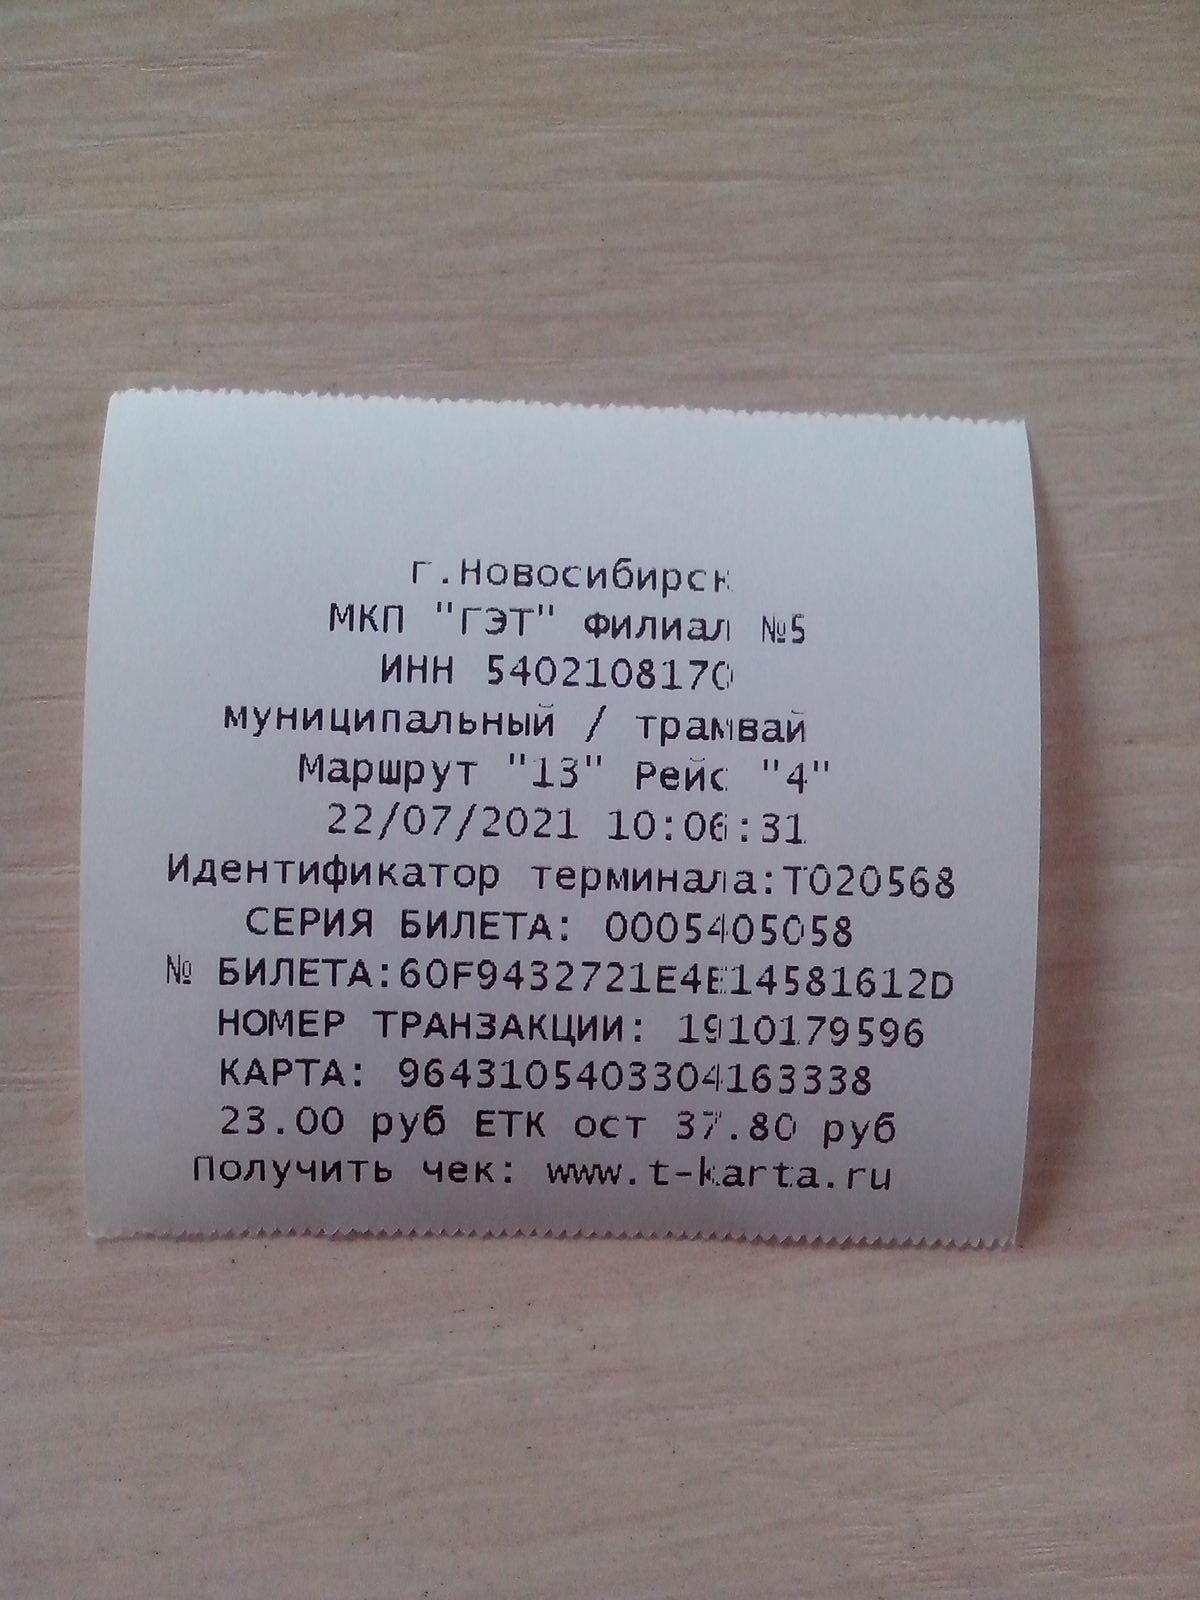 г.Новосибирск
МКП "ГЭТ" Филиал №5
ИНН 5402108170
муниципальный / трамвай
Маршрут "13" Рейс "4"
22/07/2021 10:06:31
Идентификатор терминала:T020568
СЕРИЯ БИЛЕТА: 0005405058
№ БИЛЕТА:60F9432721E4E14581612D
НОМЕР ТРАНЗАКЦИИ: 1910179596
КАРТА: 9643105403304163338
23.00 руб ЕТК ост 37.80 руб
Получить чек: www.t-karta.ru